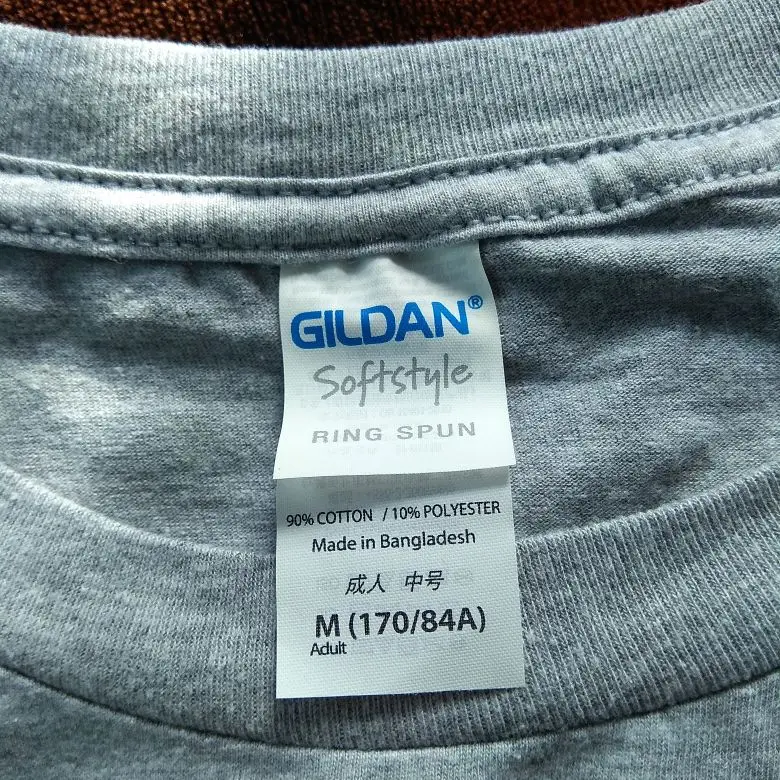 GILDAN®
Softstyle
RING SPUN
90% COTTON / 10% POLYESTER
Made in Bangladesh
成人 中号
M (170/84A)
Adult